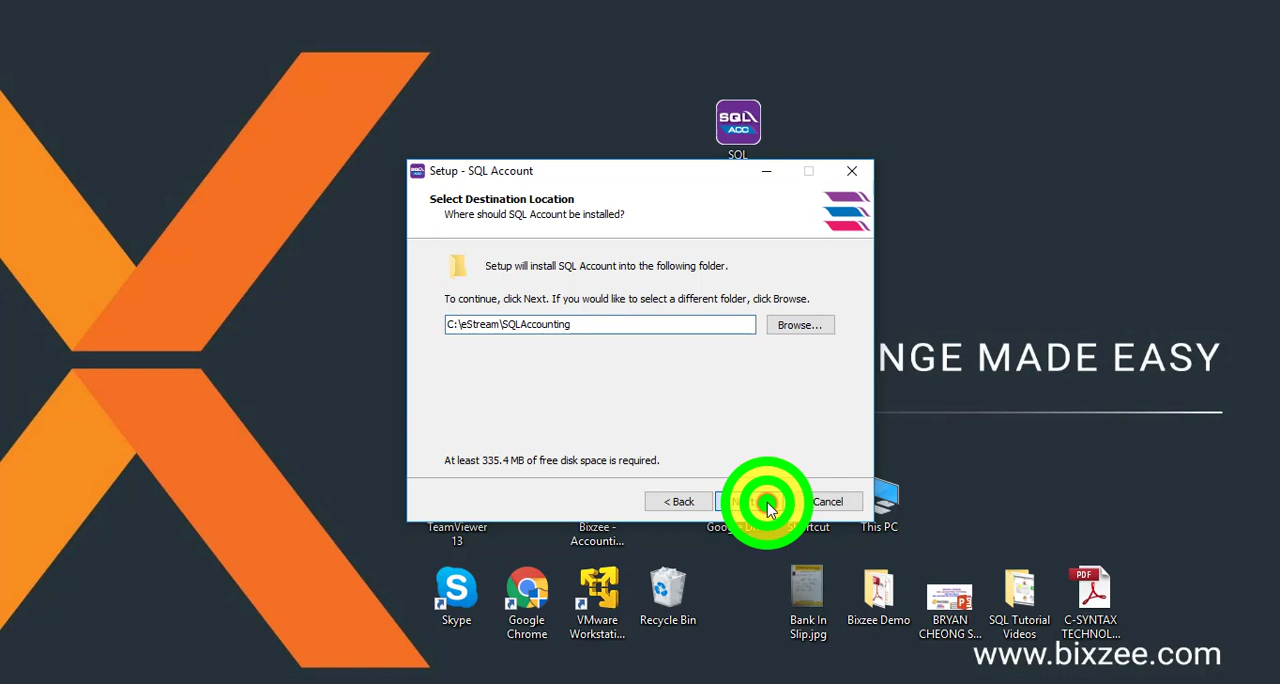 SQL
ACC
SQL
Setup - SQL Account
Select Destination Location
Where should SQL Account be installed?
Setup will install SQL Account into the following folder.
To continue, click Next. If you would like to select a different folder, click Browse.
C:\eStream\SQLAccounting
Browse...
NGE MADE EASY
At least 335.4 MB of free disk space is required.
< Back
Cancel
TeamViewer
13
Bixzee -
Accounti...
This PC
Skype
Google
Chrome
VMware
Workstati...
Recycle Bin
Bank In
Slip.jpg
Bixzee Demo
BRYAN
CHEONG S...
SQL Tutorial
Videos
PDF
C-SYNTAX
TECHNOL...
www.bixzee.com